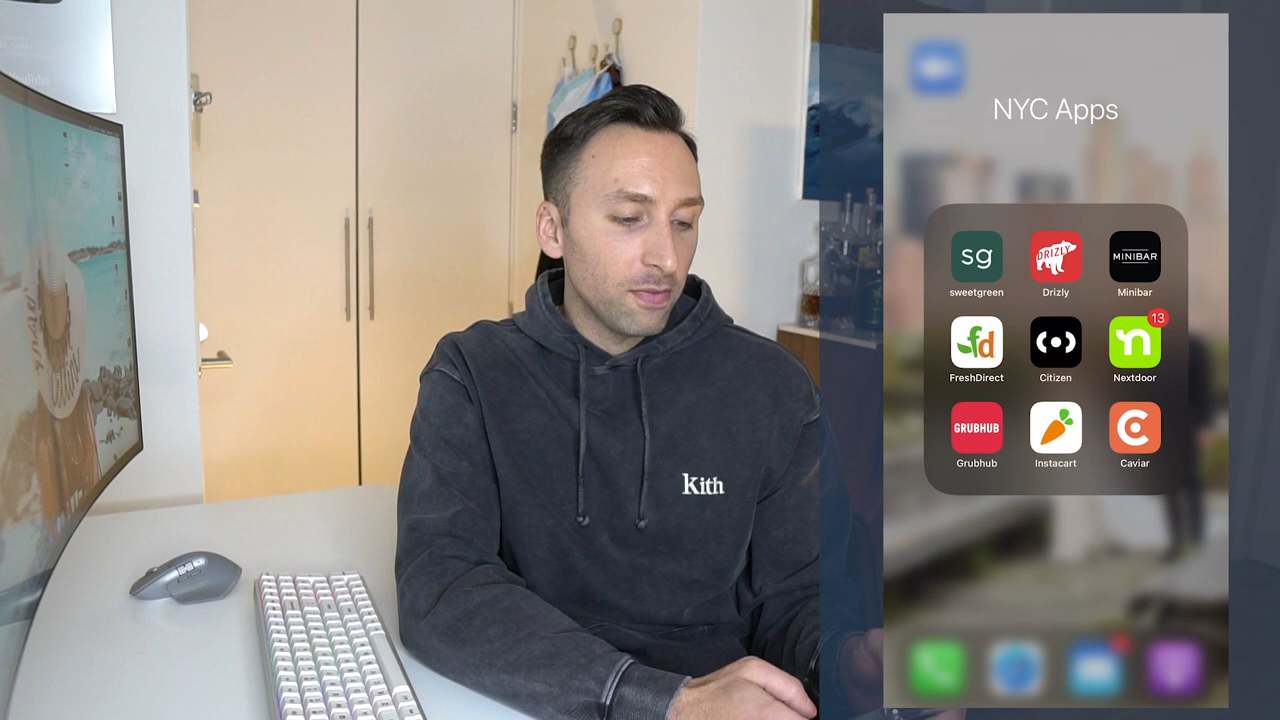 NYC Apps
sg
DRIZLY
MINIBAR
sweetgreen
Drizly
Minibar
fd
13
FreshDirect
Citizen
Nextdoor
GRUBHUB
Grubhub
Instacart
Caviar
kith